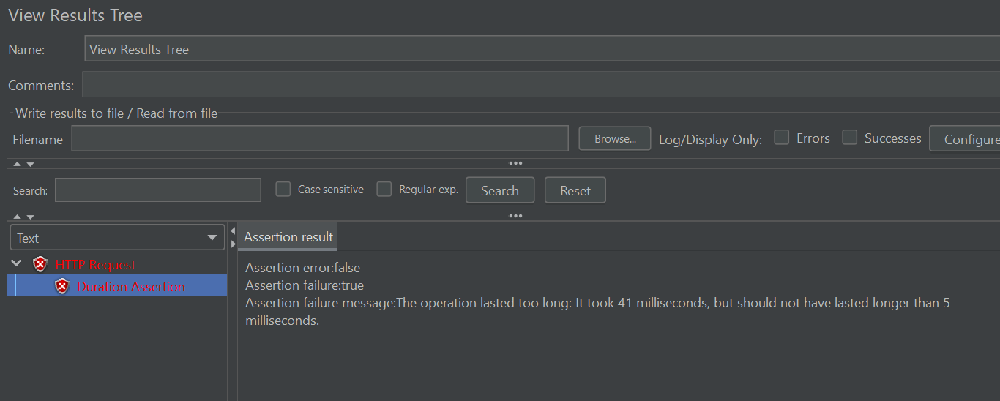 View Results Tree
Name: View Results Tree
Comments:
Write results to file / Read from file
Filename Browse... Log/Display Only: Errors Successes Configure
Search: Case sensitive Regular exp. Search Reset
Text
Assertion result
HTTP Request
Duration Assertion
Assertion error:false
Assertion failure:true
Assertion failure message:The operation lasted too long: It took 41 milliseconds, but should not have lasted longer than 5
milliseconds.